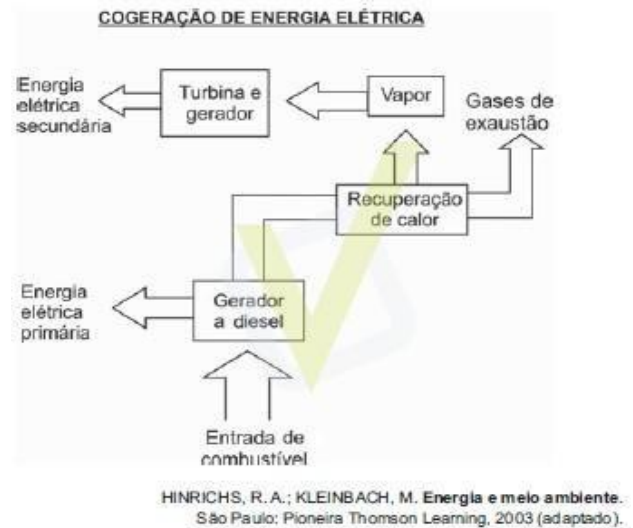 COGERAÇÃO DE ENERGIA ELÉTRICA
Energia
elétrica
secundária
Turbina e
gerador
Vapor
Gases de
exaustão
Recuperação
de calor
Energia
elétrica
primária
Gerador
a diesel
Entrada de
combustível
HINRICHS, R. A.; KLEINBACH, M. Energia e meio ambiente.
São Paulo: Pioneira Thomson Learning, 2003 (adaptado).